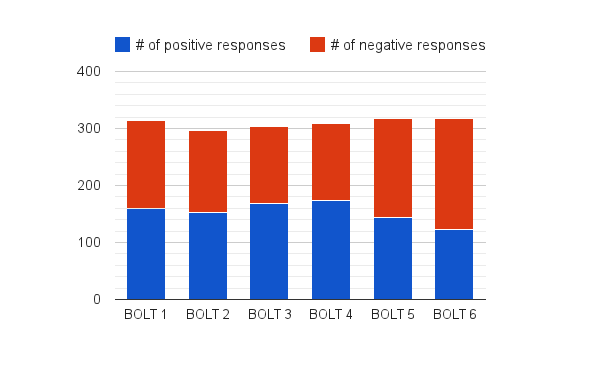 # of positive responses # of negative responses
400
300
200
100
0
BOLT 1 BOLT 2 BOLT 3 BOLT 4 BOLT 5 BOLT 6